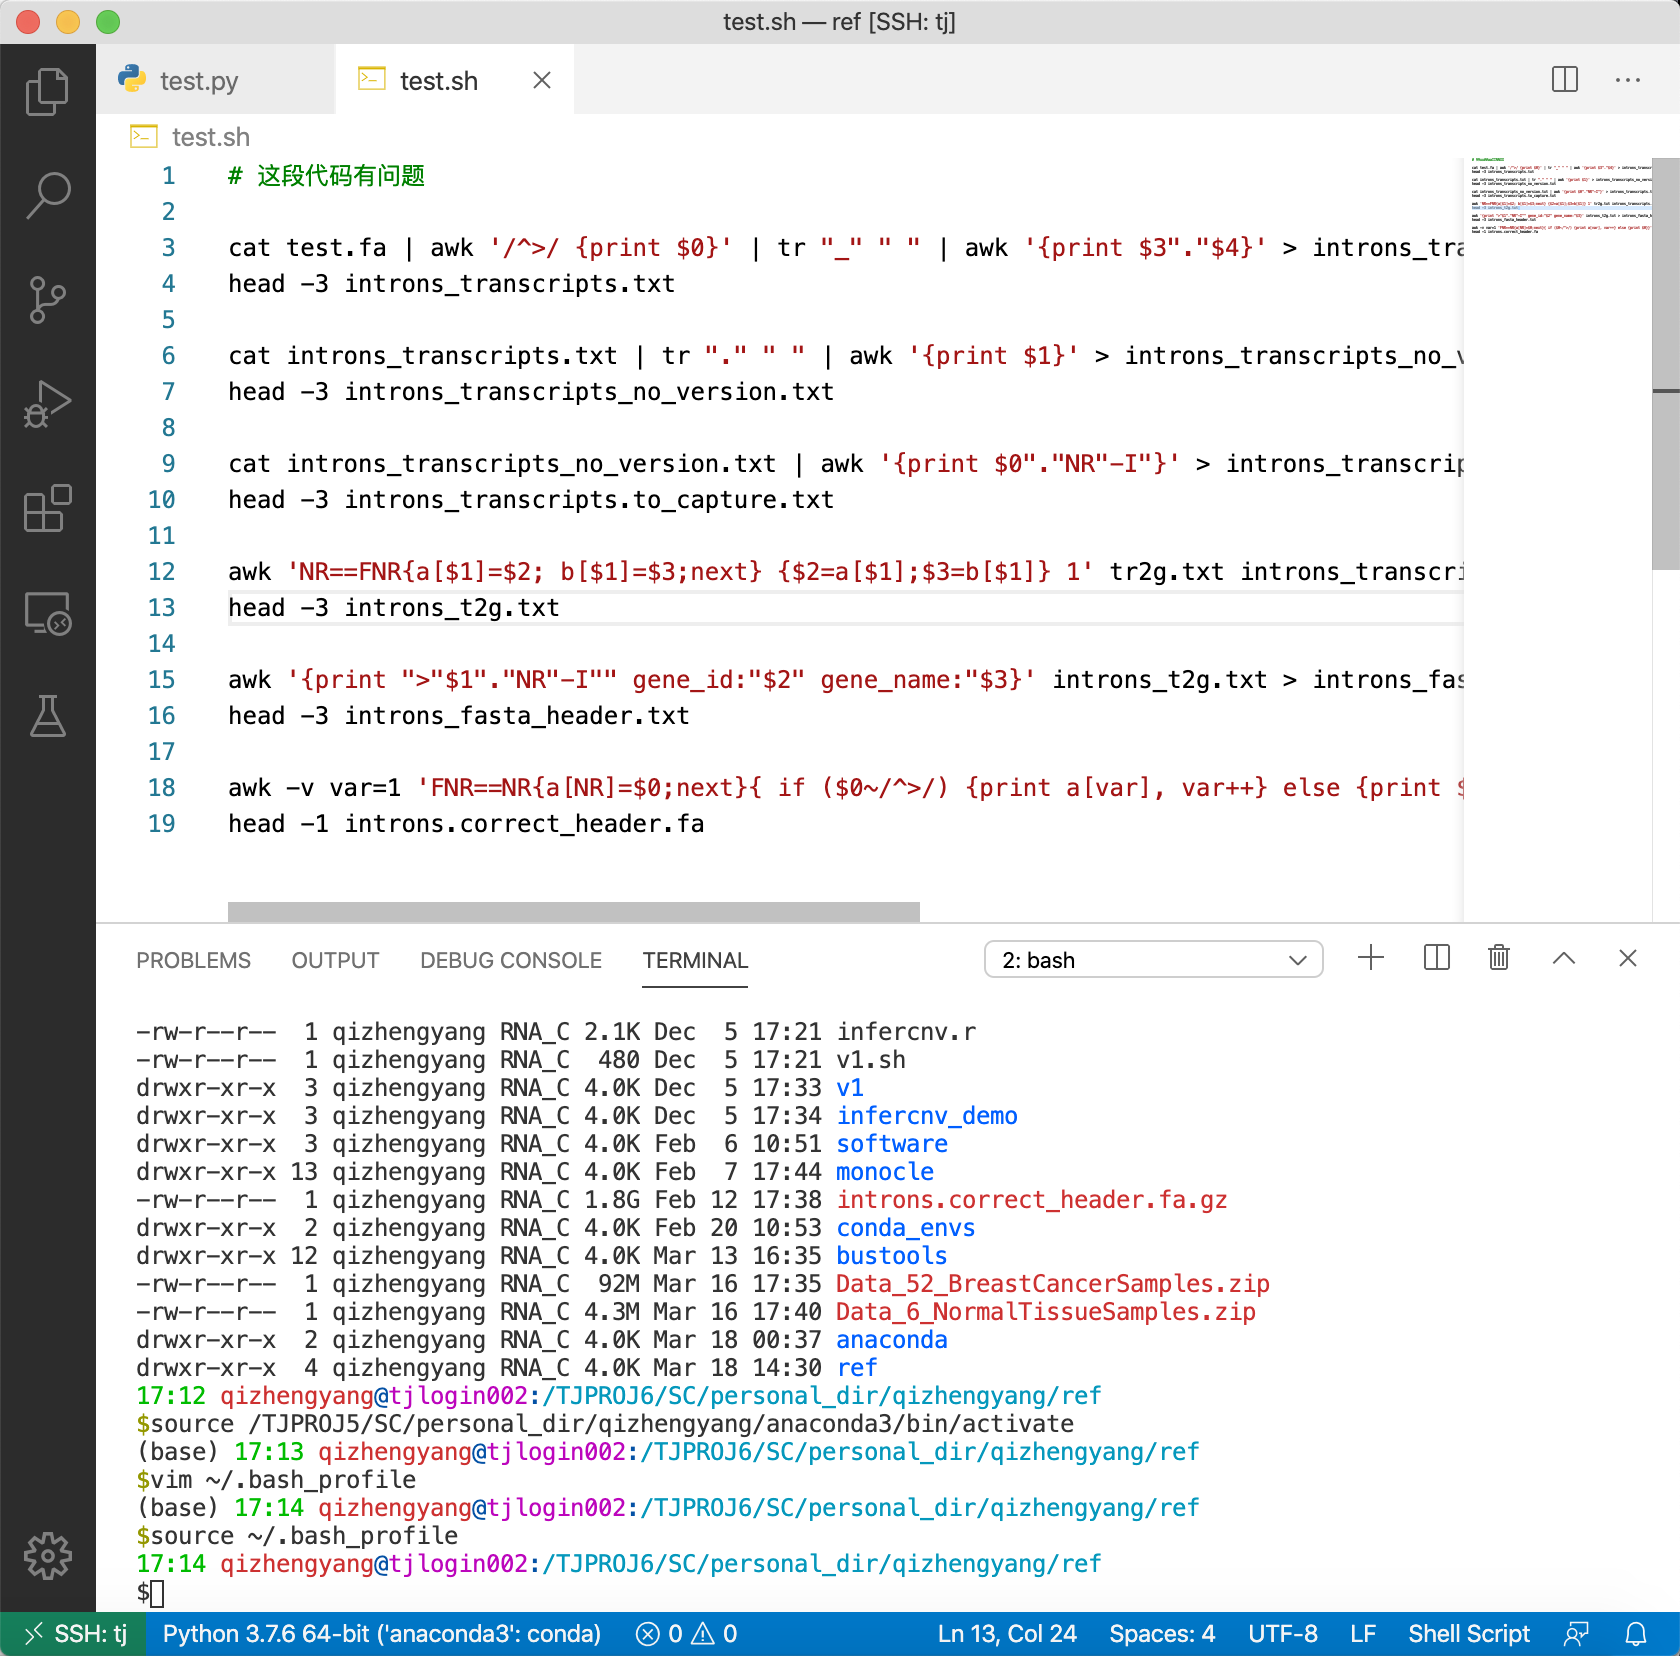 test.sh — ref [SSH: tj]
test.py
test.sh
test.sh
1 # 这段代码有问题
2
3 cat test.fa | awk '/^>/ {print $0}' | tr "_" " " | awk '{print $3"."$4}' > introns_tra
4 head -3 introns_transcripts.txt
5
6 cat introns_transcripts.txt | tr "." " " | awk '{print $1}' > introns_transcripts_no_v
7 head -3 introns_transcripts_no_version.txt
8
9 cat introns_transcripts_no_version.txt | awk '{print $0"."NR"-I"}' > introns_transcrip
10 head -3 introns_transcripts.to_capture.txt
11
12 awk 'NR==FNR{a[$1]=$2; b[$1]=$3;next} {$2=a[$1];$3=b[$1]} 1' tr2g.txt introns_transcri
13 head -3 introns_t2g.txt
14
15 awk '{print ">"$1"."NR"-I"" gene_id:"$2" gene_name:"$3}' introns_t2g.txt > introns_fas
16 head -3 introns_fasta_header.txt
17
18 awk -v var=1 'FNR==NR{a[NR]=$0;next}{ if ($0~/^>/) {print a[var], var++} else {print $
19 head -1 introns.correct_header.fa
PROBLEMS OUTPUT DEBUG CONSOLE TERMINAL 2: bash
-rw-r--r-- 1 qizhengyang RNA_C 2.1K Dec 5 17:21 infercnv.r
-rw-r--r-- 1 qizhengyang RNA_C 480 Dec 5 17:21 v1.sh
drwxr-xr-x 3 qizhengyang RNA_C 4.0K Dec 5 17:33 v1
drwxr-xr-x 3 qizhengyang RNA_C 4.0K Dec 5 17:34 infercnv_demo
drwxr-xr-x 3 qizhengyang RNA_C 4.0K Feb 6 10:51 software
drwxr-xr-x 13 qizhengyang RNA_C 4.0K Feb 7 17:44 monocle
-rw-r--r-- 1 qizhengyang RNA_C 1.8G Feb 12 17:38 introns.correct_header.fa.gz
drwxr-xr-x 2 qizhengyang RNA_C 4.0K Feb 20 10:53 conda_envs
drwxr-xr-x 12 qizhengyang RNA_C 4.0K Mar 13 16:35 bustools
-rw-r--r-- 1 qizhengyang RNA_C 92M Mar 16 17:35 Data_52_BreastCancerSamples.zip
-rw-r--r-- 1 qizhengyang RNA_C 4.3M Mar 16 17:40 Data_6_NormalTissueSamples.zip
drwxr-xr-x 2 qizhengyang RNA_C 4.0K Mar 18 00:37 anaconda
drwxr-xr-x 4 qizhengyang RNA_C 4.0K Mar 18 14:30 ref
17:12 qizhengyang@tjlogin002:/TJPROJ6/SC/personal_dir/qizhengyang/ref
$source /TJPROJ5/SC/personal_dir/qizhengyang/anaconda3/bin/activate
(base) 17:13 qizhengyang@tjlogin002:/TJPROJ6/SC/personal_dir/qizhengyang/ref
$vim ~/.bash_profile
(base) 17:14 qizhengyang@tjlogin002:/TJPROJ6/SC/personal_dir/qizhengyang/ref
$source ~/.bash_profile
17:14 qizhengyang@tjlogin002:/TJPROJ6/SC/personal_dir/qizhengyang/ref
$
SSH: tj Python 3.7.6 64-bit ('anaconda3': conda) 0 0 Ln 13, Col 24 Spaces: 4 UTF-8 LF Shell Script